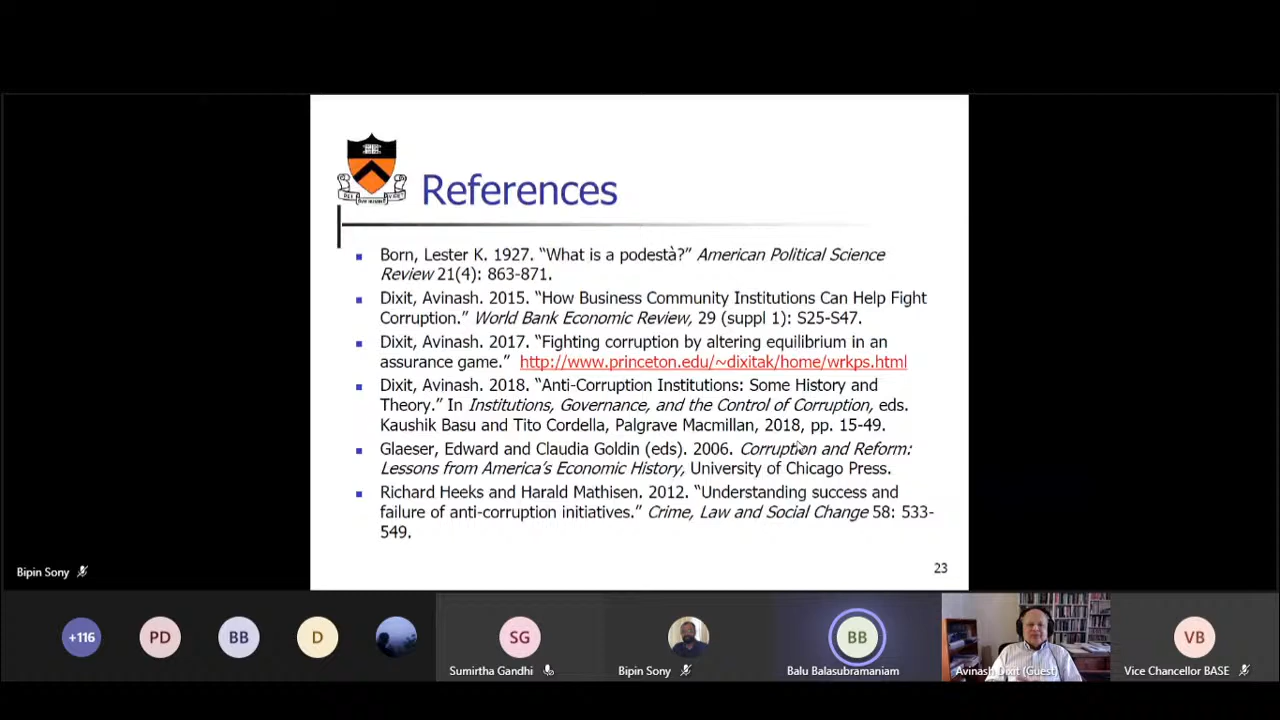 References
Born, Lester K. 1927. “What is a podestà?” American Political Science
Review 21(4): 863-871.
Dixit, Avinash. 2015. “How Business Community Institutions Can Help Fight
Corruption.” World Bank Economic Review, 29 (suppl 1): S25-S47.
Dixit, Avinash. 2017. “Fighting corruption by altering equilibrium in an
assurance game.” http://www.princeton.edu/~dixitak/home/wrkps.html
Dixit, Avinash. 2018. “Anti-Corruption Institutions: Some History and
Theory.” In Institutions, Governance, and the Control of Corruption, eds.
Kaushik Basu and Tito Cordella, Palgrave Macmillan, 2018, pp. 15-49.
Glaeser, Edward and Claudia Goldin (eds). 2006. Corruption and Reform:
Lessons from America’s Economic History, University of Chicago Press.
Richard Heeks and Harald Mathisen. 2012. “Understanding success and
failure of anti-corruption initiatives.” Crime, Law and Social Change 58: 533-
549.
23
Bipin Sony
+116 PD BB D SG BB VB
Sumirtha Gandhi Bipin Sony Balu Balasubramaniam Avinash Dixit (Guest) Vice Chancellor BASE